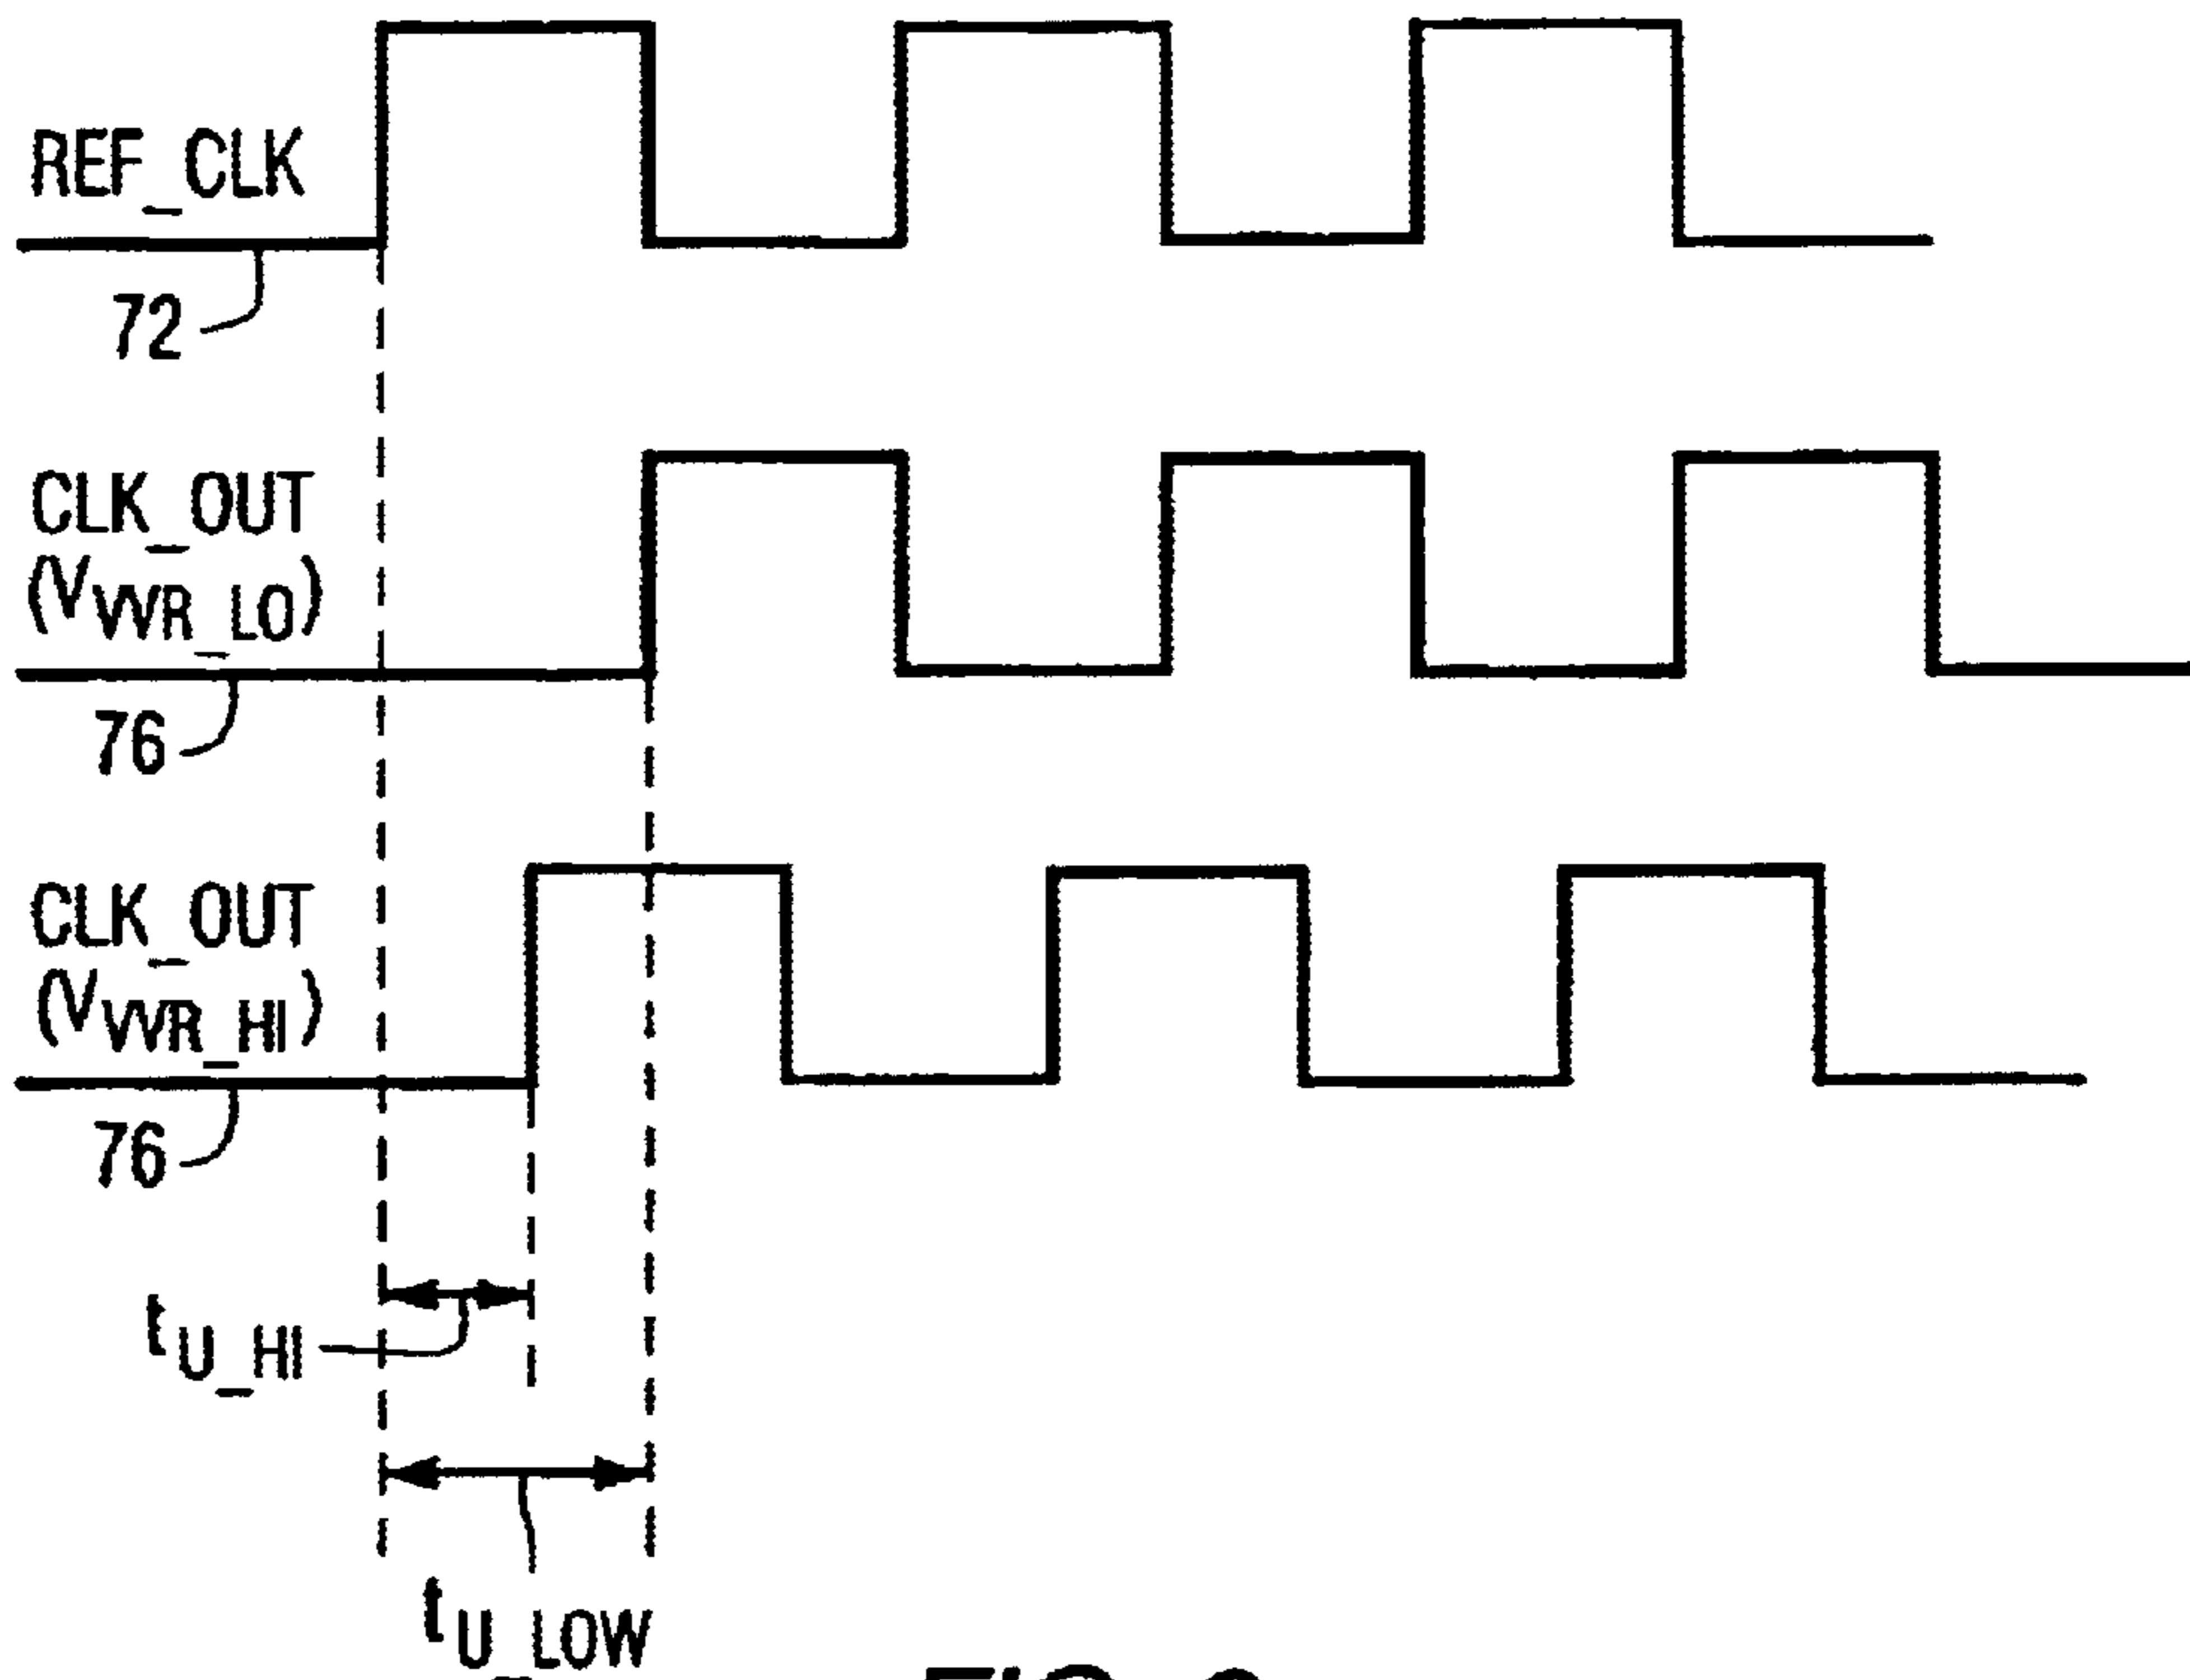 REF_CLK
72
CLK_OUT
(VVVR_LO)
76
CLK_OUT
(VVVR_HI)
76
tU_HI
tU_LOW